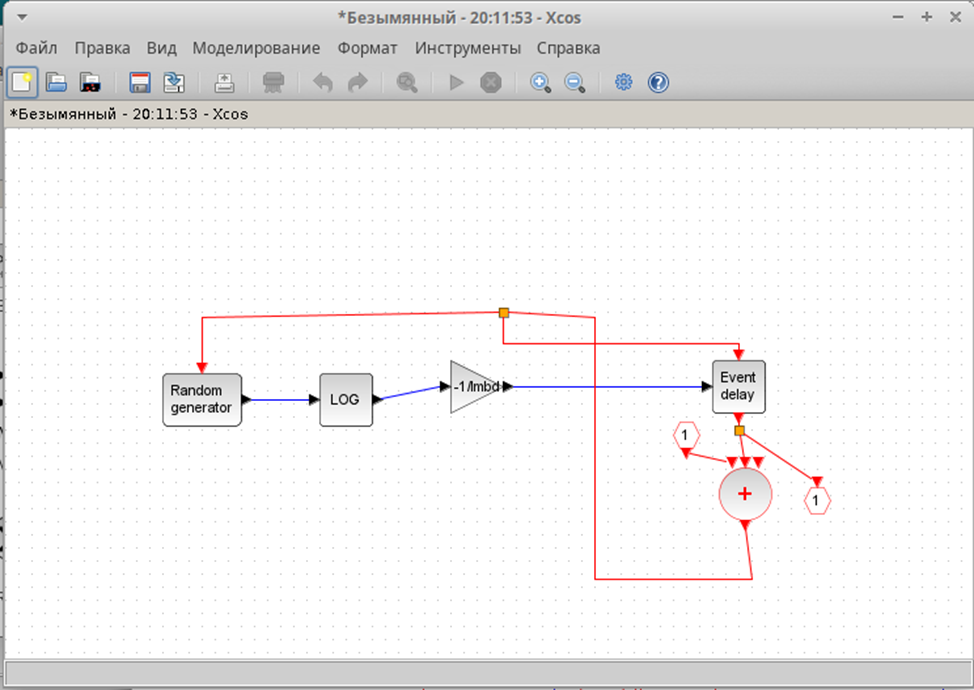 *Безымянный - 20:11:53 - Xcos
Файл Правка Вид Моделирование Формат Инструменты Справка
*Безымянный - 20:11:53 - Xcos
Random
generator
LOG
-1/lmbd
Event
delay
1
+
1